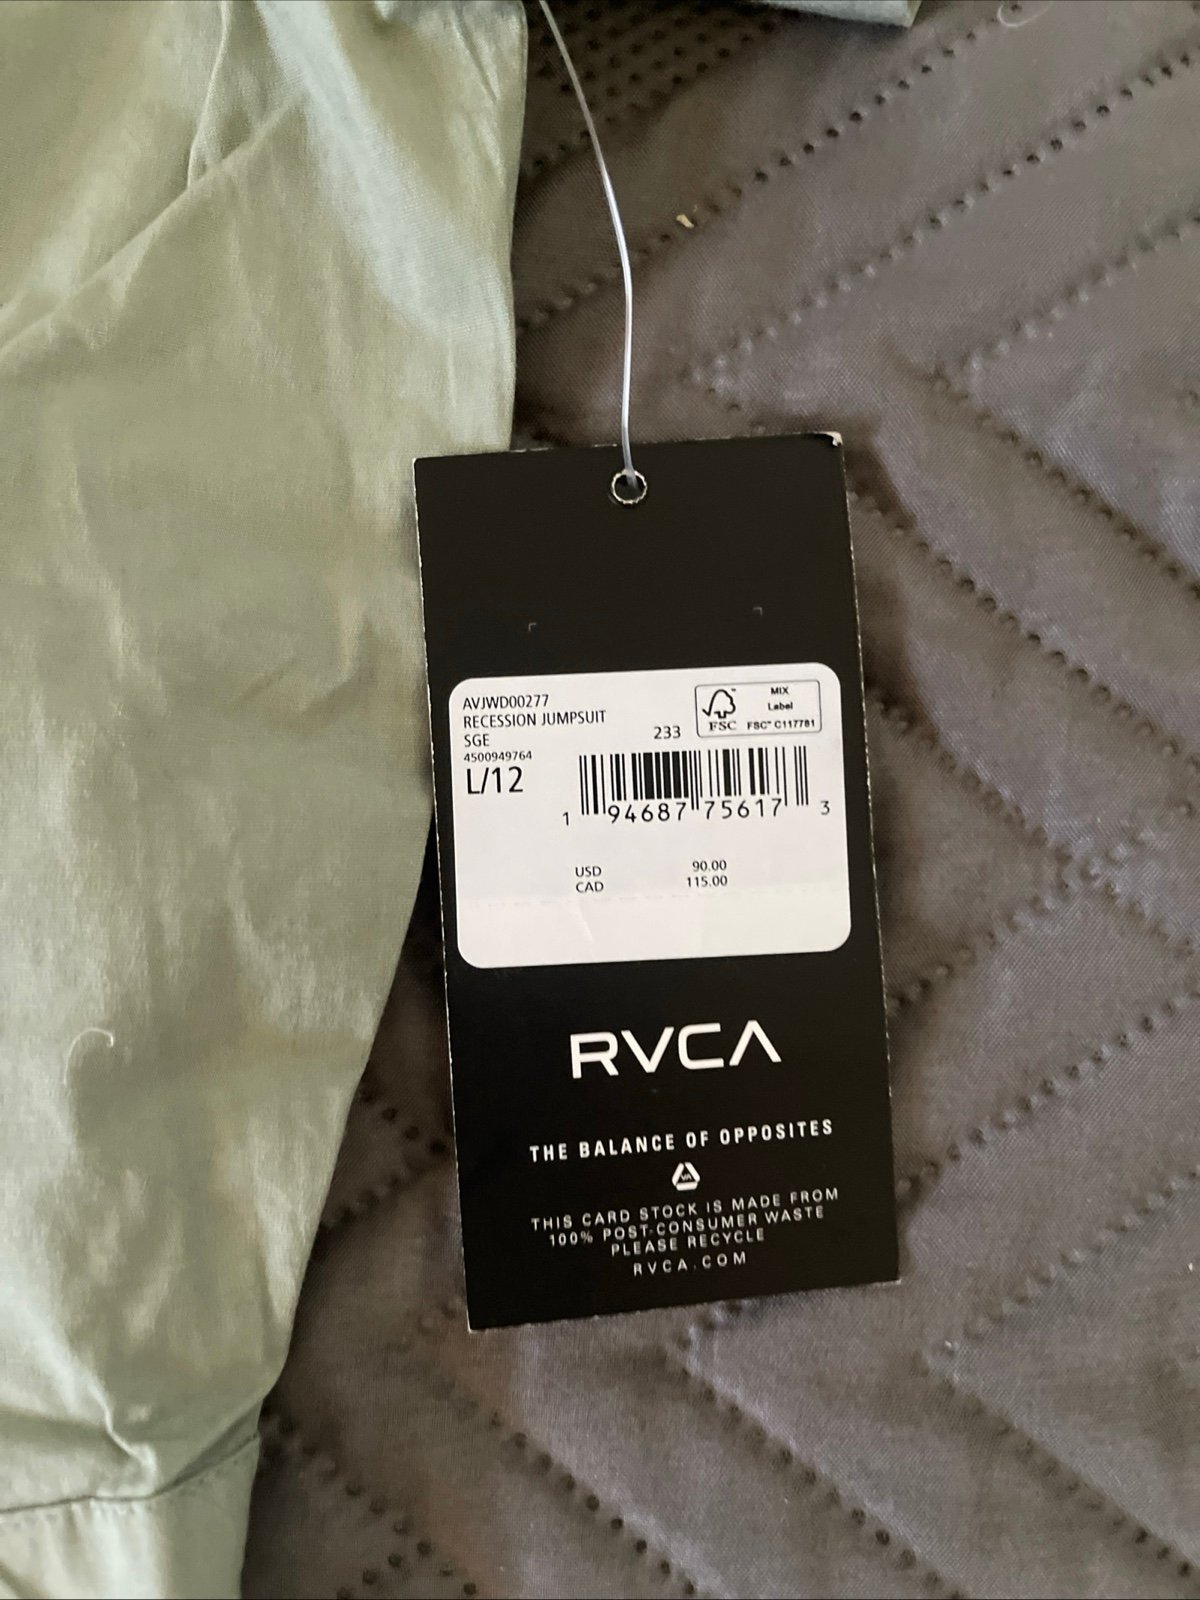 AVJWD00277
RECESSION JUMPSUIT
SGE
4500949764
L/12
233
FSC
MIX
Label
FSC™ C117781
1 94687 75617 3
USD 90.00
CAD 115.00
RVCA
THE BALANCE OF OPPOSITES
THIS CARD STOCK IS MADE FROM
100% POST-CONSUMER WASTE
PLEASE RECYCLE
RVCA.COM